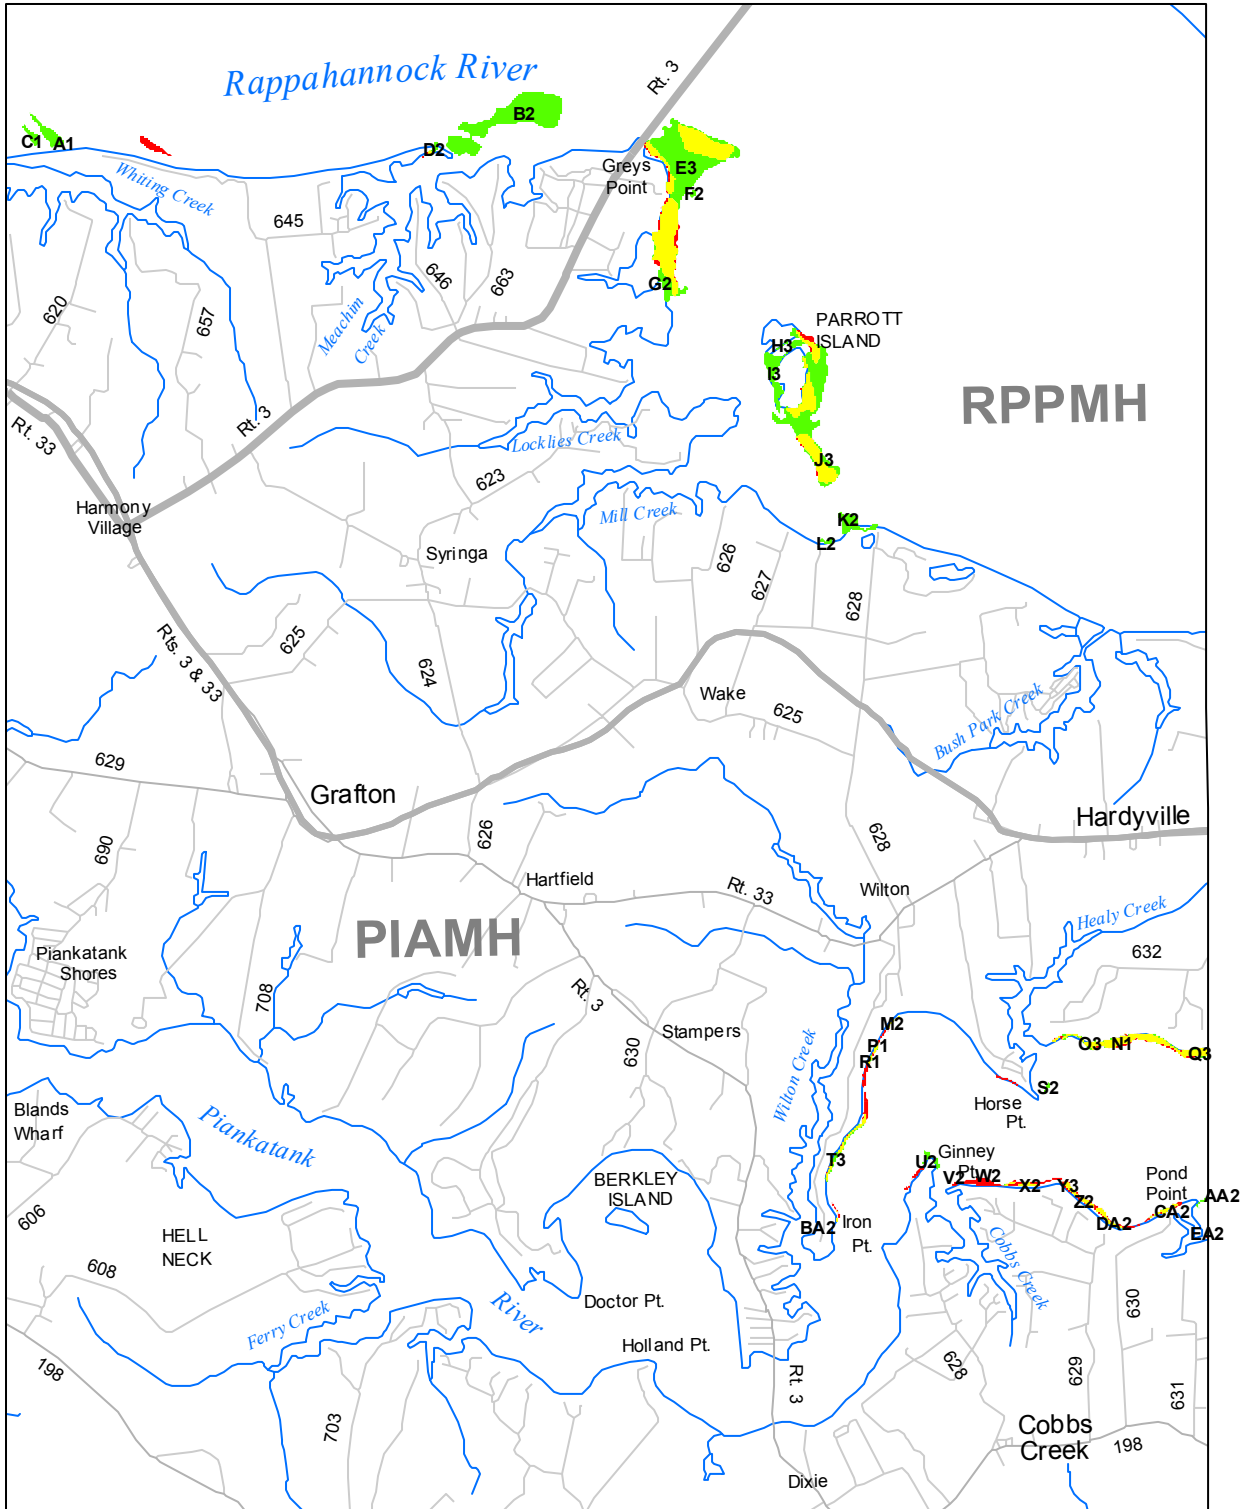 Rappahannock River
Rt. 3
B2
C1
A1
D2
Greys
Point
E3
F2
Whiting Creek
645
646
663
G2
620
657
Meachim
Creek
PARROTT
ISLAND
H3
I3
RPPMH
Rt. 33
Rt. 3
Locklies Creek
623
J3
Harmony
Village
Mill Creek
K2
L2
Syringa
626
627
628
625
Rts. 3 & 33
624
Wake
625
Bush Park Creek
629
Grafton
Hardyville
690
626
628
Hartfield
Rt. 33
Wilton
Healy Creek
PIAMH
632
Piankatank
Shores
708
Rt. 3
Stampers
630
M2
P1
R1
O3
N1
Q3
Wilton Creek
S2
Horse
Pt.
Blands
Wharf
Piankatank
T3
U2
Ginney
Pt.
V2
W2
X2
Y3
Z2
Pond
Point
AA2
CA2
DA2
EA2
BERKLEY
ISLAND
BA2
Iron
Pt.
606
HELL
NECK
608
Cobbs Creek
Doctor Pt.
River
Ferry Creek
Holland Pt.
630
198
Rt. 3
628
629
631
703
Cobbs
Creek
198
Dixie